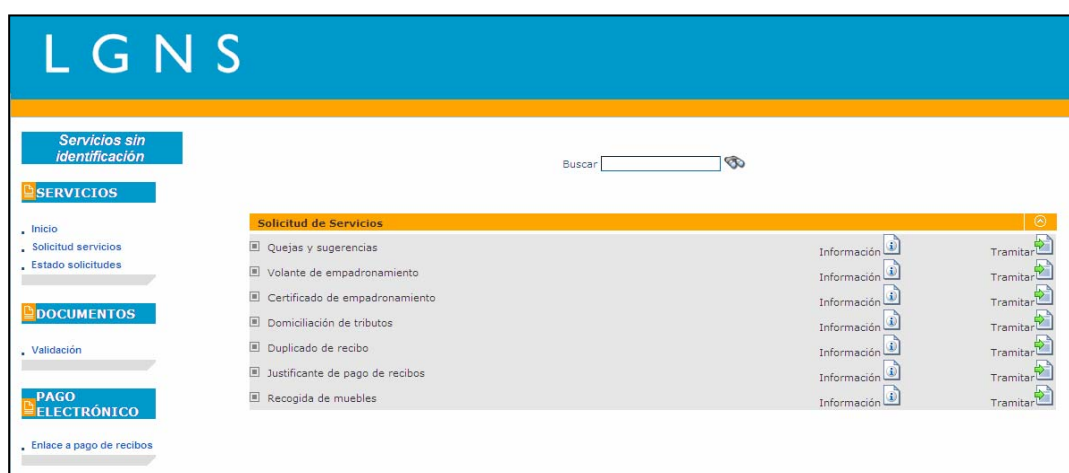 LGNS
Servicios sin
identificación
Buscar
SERVICIOS
Inicio
Solicitud servicios
Estado solicitudes
DOCUMENTOS
Validación
PAGO
ELECTRÓNICO
Enlace a pago de recibos
Solicitud de Servicios
Quejas y sugerencias Información Tramitar
Volante de empadronamiento Información Tramitar
Certificado de empadronamiento Información Tramitar
Domiciliación de tributos Información Tramitar
Duplicado de recibo Información Tramitar
Justificante de pago de recibos Información Tramitar
Recogida de muebles Información Tramitar